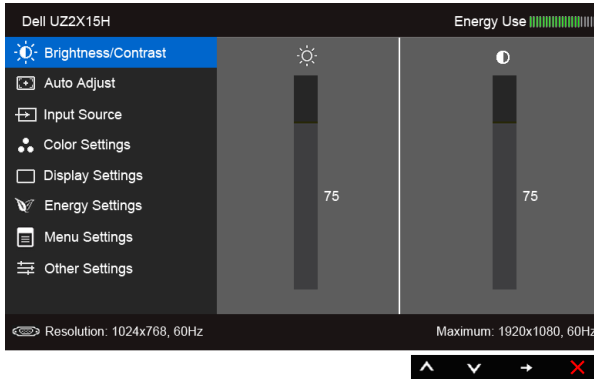 Dell UZ2X15H
Energy Use
Brightness/Contrast
Auto Adjust
Input Source
Color Settings
Display Settings
Energy Settings
Menu Settings
Other Settings
75
75
Resolution: 1024x768, 60Hz
Maximum: 1920x1080, 60Hz